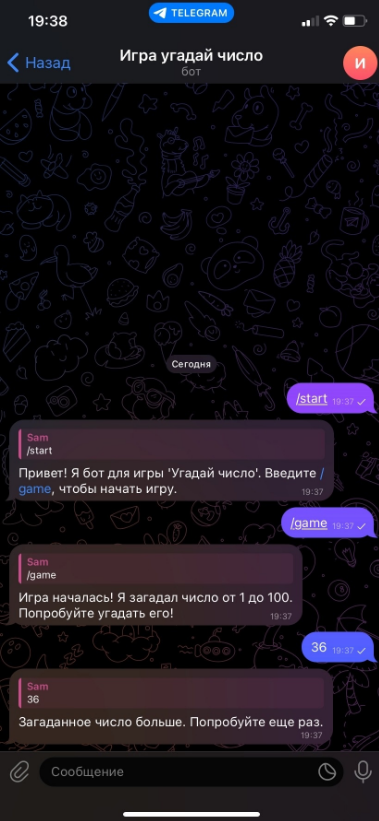 19:38
TELEGRAM
Назад
Игра угадай число
бот
И
Сегодня
/start 19:37
Sam
/start
Привет! Я бот для игры 'Угадай число'. Введите /
game, чтобы начать игру.
19:37
/game 19:37
Sam
/game
Игра началась! Я загадал число от 1 до 100.
Попробуйте угадать его!
19:37
36 19:37
Sam
36
Загаданное число больше. Попробуйте еще раз.
19:37
Сообщение